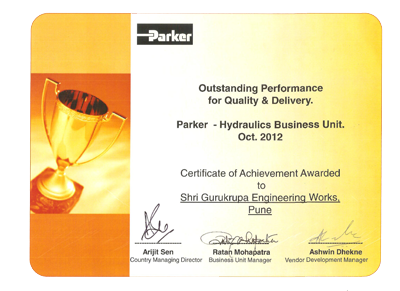 Parker
Outstanding Performance
for Quality & Delivery.
Parker - Hydraulics Business Unit.
Oct. 2012
Certificate of Achievement Awarded
to
Shri Gurukrupa Engineering Works,
Pune
Arijit Sen Ratan Mohapatra Ashwin Dhekne
Country Managing Director Business Unit Manager Vendor Development Manager